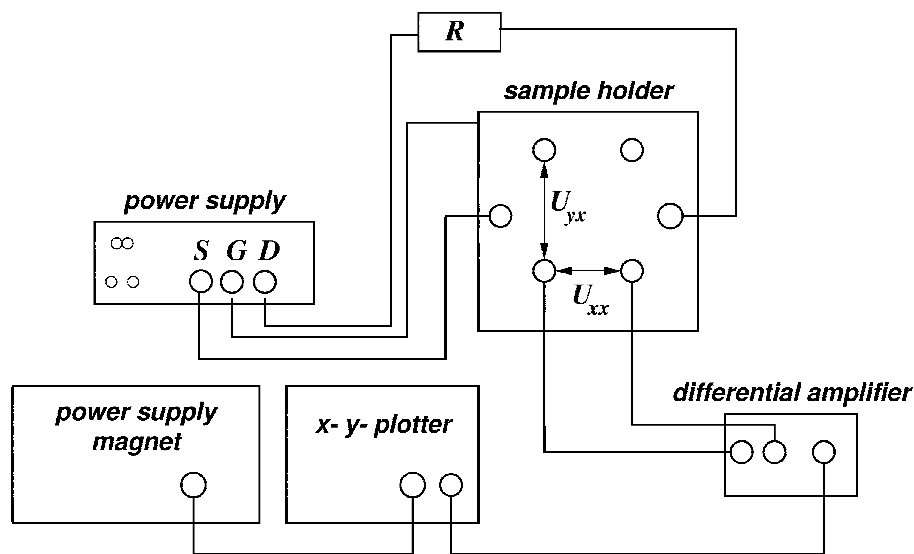 R
sample holder
U_yx
power supply
S G D
U_xx
differential amplifier
power supply
magnet
x- y- plotter